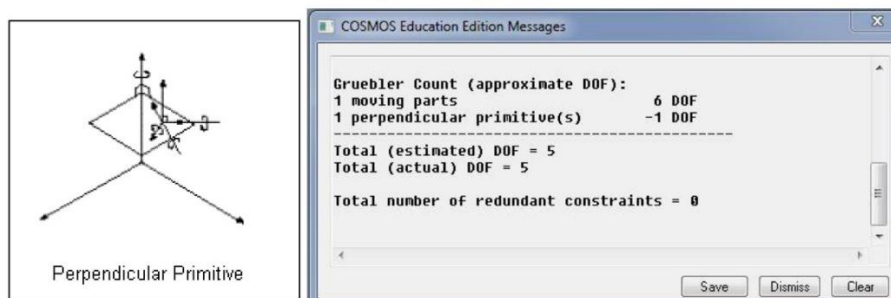 Perpendicular Primitive
COSMOS Education Edition Messages
Gruebler Count (approximate DOF):
1 moving parts 6 DOF
1 perpendicular primitive(s) -1 DOF
-----------------------------------------------
Total (estimated) DOF = 5
Total (actual) DOF = 5
Total number of redundant constraints = 0
Save Dismiss Clear